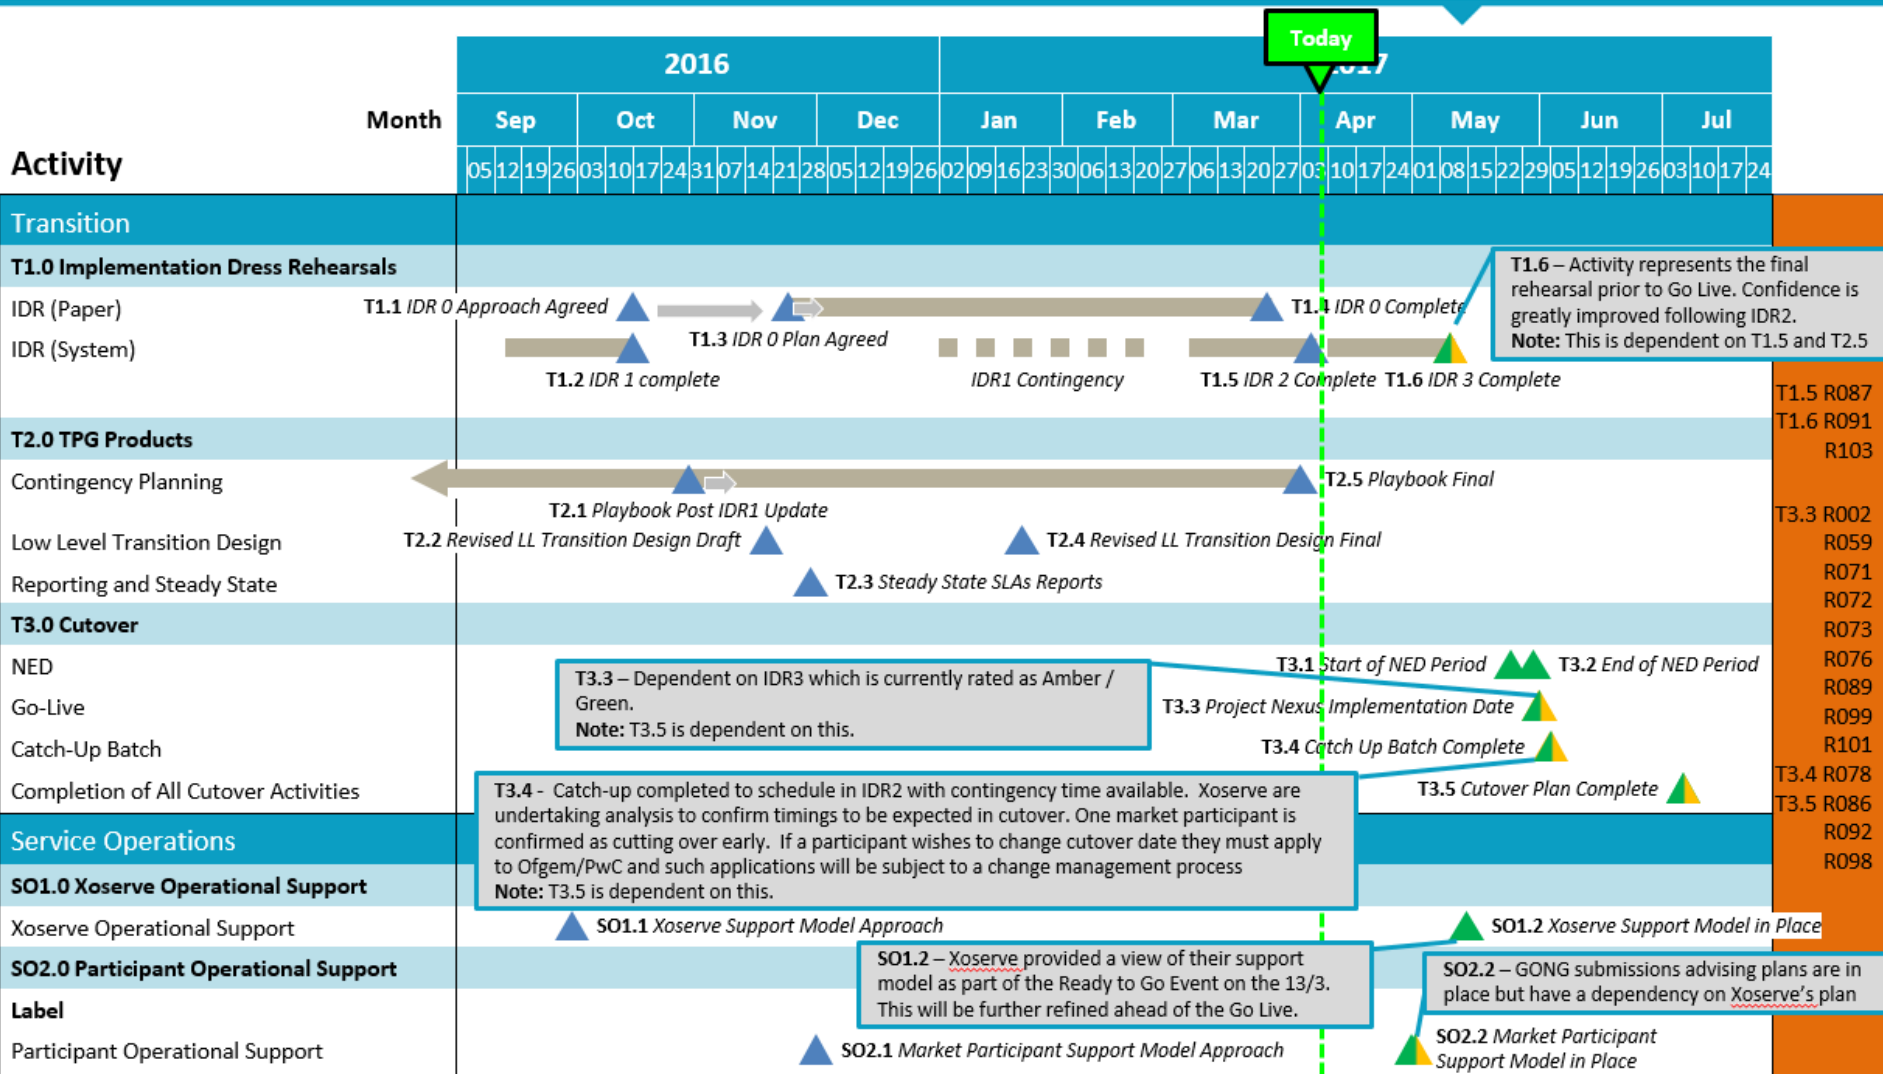 Today
2016
2017
Month
Sep Oct Nov Dec Jan Feb Mar Apr May Jun Jul
Activity
05 12 19 26 03 10 17 24 31 07 14 21 28 05 12 19 26 02 09 16 23 30 06 13 20 27 06 13 20 27 03 10 17 24 01 08 15 22 29 05 12 19 26 03 10 17 24
Transition
T1.0 Implementation Dress Rehearsals
T1.6 – Activity represents the final
rehearsal prior to Go Live. Confidence is
greatly improved following IDR2.
Note: This is dependent on T1.5 and T2.5
IDR (Paper)
T1.1 IDR 0 Approach Agreed
T1.3 IDR 0 Plan Agreed
T1.4 IDR 0 Complete
IDR (System)
T1.2 IDR 1 complete
IDR1 Contingency
T1.5 IDR 2 Complete
T1.6 IDR 3 Complete
T1.5 R087
T1.6 R091
R103
T2.0 TPG Products
Contingency Planning
T2.5 Playbook Final
T2.1 Playbook Post IDR1 Update
T3.3 R002
R059
R071
R072
R073
R076
R089
R099
R101
T3.4 R078
T3.5 R086
R092
R098
Low Level Transition Design
T2.2 Revised LL Transition Design Draft
T2.4 Revised LL Transition Design Final
Reporting and Steady State
T2.3 Steady State SLAs Reports
T3.0 Cutover
NED
T3.1 Start of NED Period
T3.2 End of NED Period
T3.3 – Dependent on IDR3 which is currently rated as Amber /
Green.
Note: T3.5 is dependent on this.
Go-Live
T3.3 Project Nexus Implementation Date
Catch-Up Batch
T3.4 Catch Up Batch Complete
Completion of All Cutover Activities
T3.5 Cutover Plan Complete
T3.4 - Catch-up completed to schedule in IDR2 with contingency time available. Xoserve are
undertaking analysis to confirm timings to be expected in cutover. One market participant is
confirmed as cutting over early. If a participant wishes to change cutover date they must apply
to Ofgem/PwC and such applications will be subject to a change management process
Note: T3.5 is dependent on this.
Service Operations
SO1.0 Xoserve Operational Support
Xoserve Operational Support
SO1.1 Xoserve Support Model Approach
SO1.2 Xoserve Support Model in Place
SO2.0 Participant Operational Support
SO1.2 – Xoserve provided a view of their support
model as part of the Ready to Go Event on the 13/3.
This will be further refined ahead of the Go Live.
SO2.2 – GONG submissions advising plans are in
place but have a dependency on Xoserve's plan
Label
Participant Operational Support
SO2.1 Market Participant Support Model Approach
SO2.2 Market Participant
Support Model in Place